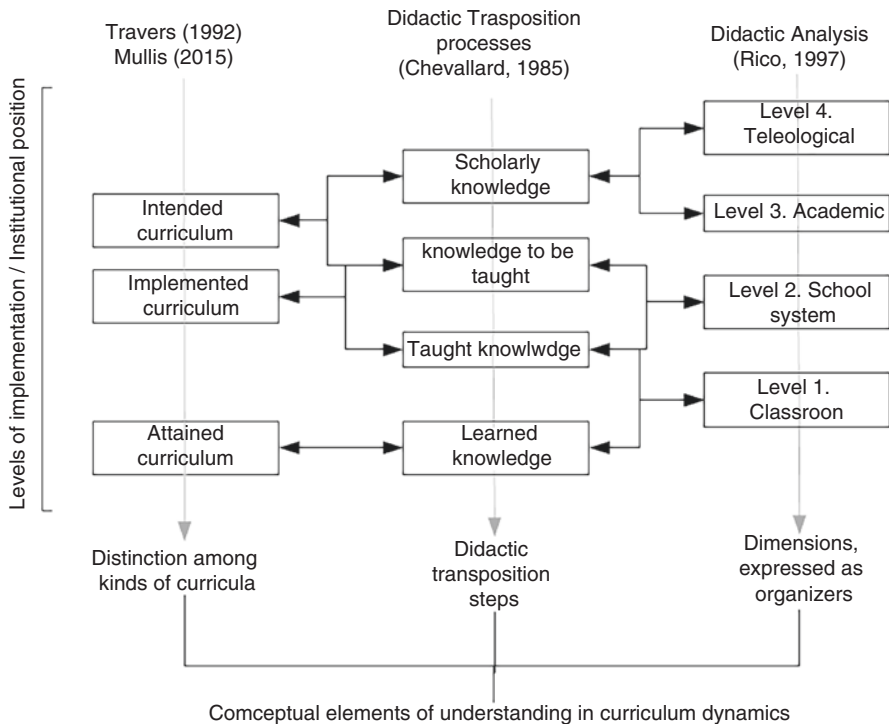 Travers (1992)
Mullis (2015)
Didactic Trasposition
processes
(Chevallard, 1985)
Didactic Analysis
(Rico, 1997)
Levels of implementation / Institutional position
Intended
curriculum
Implemented
curriculum
Attained
curriculum
Scholarly
knowledge
knowledge to be
taught
Taught knowlwdge
Learned
knowledge
Level 4.
Teleological
Level 3. Academic
Level 2. School
system
Level 1.
Classroon
Distinction among
kinds of curricula
Didactic
transposition
steps
Dimensions,
expressed as
organizers
Comceptual elements of understanding in curriculum dynamics